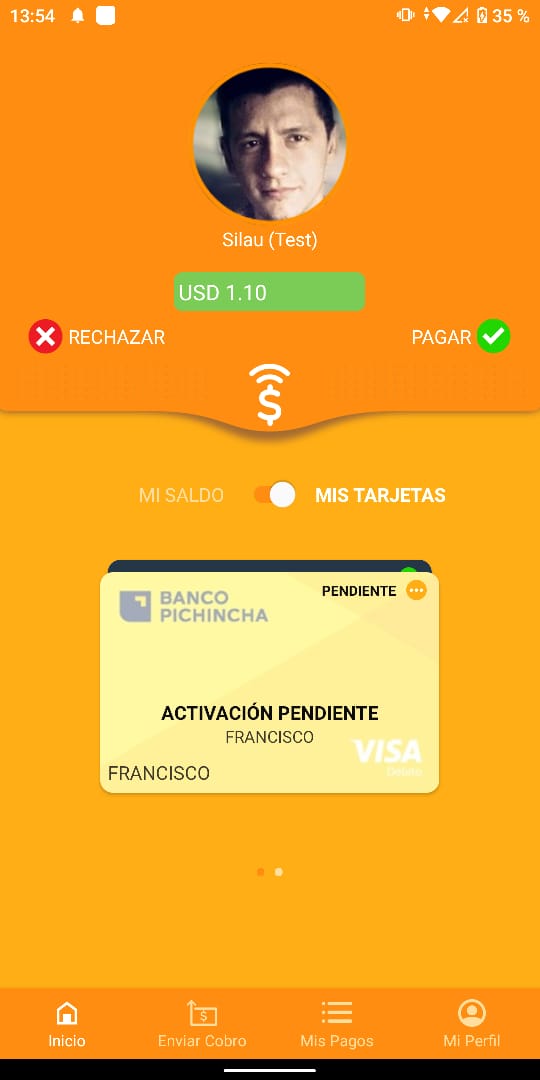 13:54
35 %
Silau (Test)
USD 1.10
RECHAZAR
PAGAR
$
MI SALDO
MIS TARJETAS
BANCO
PICHINCHA
PENDIENTE
ACTIVACIÓN PENDIENTE
FRANCISCO
VISA
Débito
FRANCISCO
Inicio
Enviar Cobro
Mis Pagos
Mi Perfil